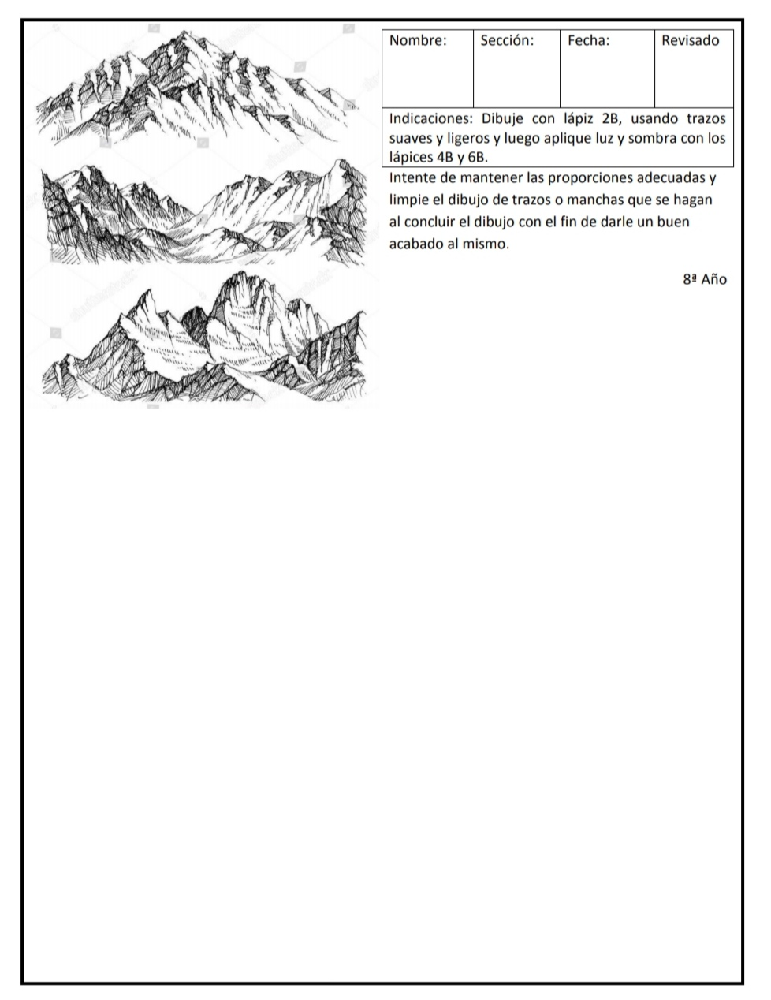 Nombre:
Sección:
Fecha:
Revisado
Indicaciones: Dibuje con lápiz 2B, usando trazos
suaves y ligeros y luego aplique luz y sombra con los
lápices 4B y 6B.
Intente de mantener las proporciones adecuadas y
limpie el dibujo de trazos o manchas que se hagan
al concluir el dibujo con el fin de darle un buen
acabado al mismo.
8ª Año